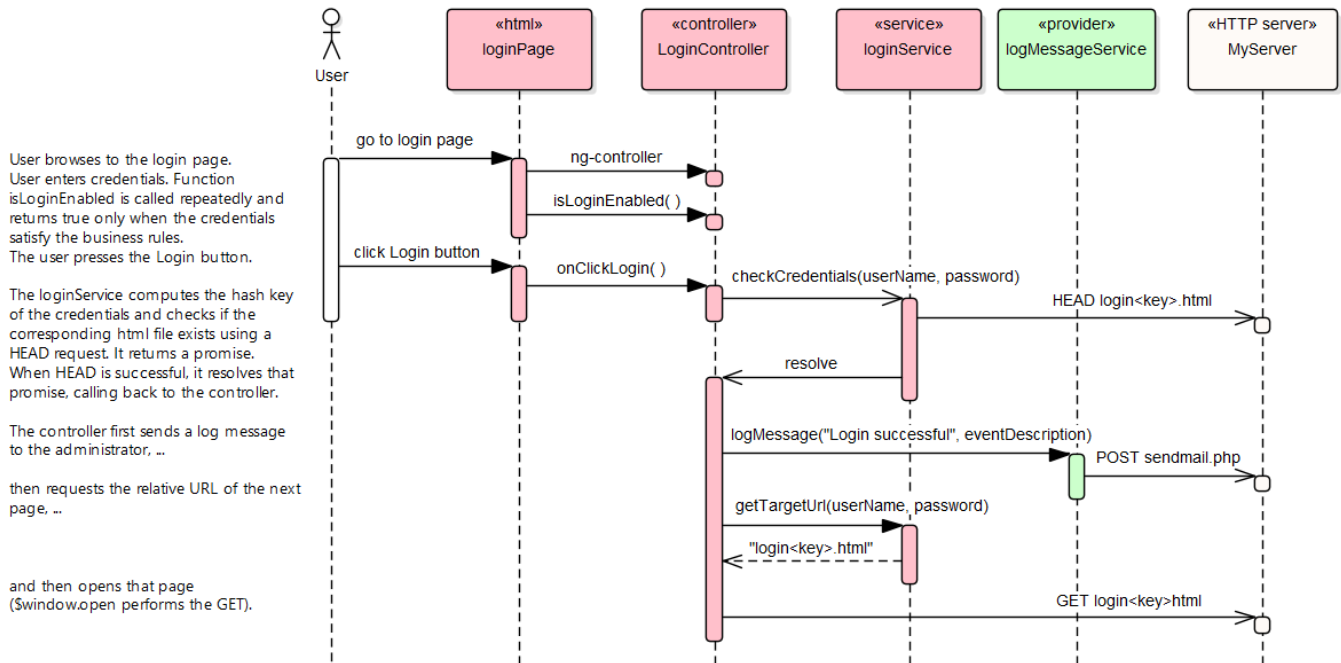 «html»
loginPage
«controller»
LoginController
«service»
loginService
«provider»
logMessageService
«HTTP server»
MyServer
User
User browses to the login page.
User enters credentials. Function
isLoginEnabled is called repeatedly and
returns true only when the credentials
satisfy the business rules.
The user presses the Login button.
The loginService computes the hash key
of the credentials and checks if the
corresponding html file exists using a
HEAD request. It returns a promise.
When HEAD is successful, it resolves that
promise, calling back to the controller.
The controller first sends a log message
to the administrator, ...
then requests the relative URL of the next
page, ...
and then opens that page
($window.open performs the GET).
go to login page
ng-controller
isLoginEnabled( )
click Login button
onClickLogin( )
checkCredentials(userName, password)
HEAD login<key>.html
resolve
logMessage("Login successful", eventDescription)
POST sendmail.php
getTargetUrl(userName, password)
"login<key>.html"
GET login<key>html